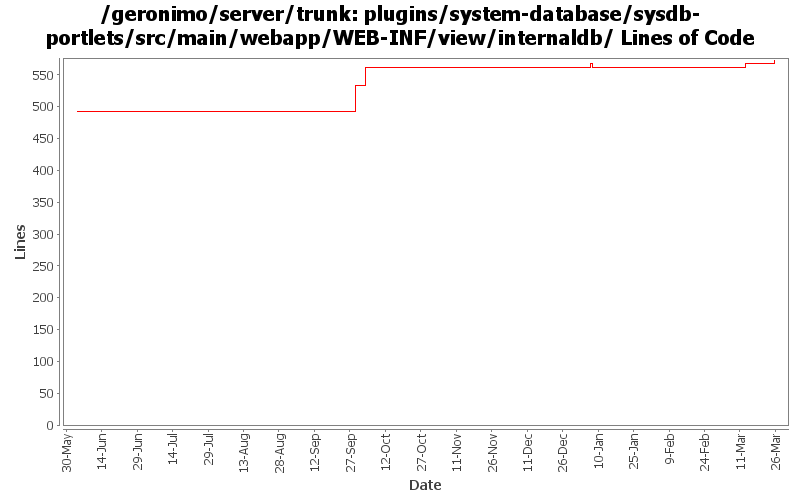 /geronimo/server/trunk: plugins/system-database/sysdb-
portlets/src/main/webapp/WEB-INF/view/internaldb/ Lines of Code
Lines
550
500
450
400
350
300
250
200
150
100
50
0
30-May
14-Jun
29-Jun
14-Jul
29-Jul
13-Aug
28-Aug
12-Sep
27-Sep
12-Oct
27-Oct
11-Nov
26-Nov
11-Dec
26-Dec
10-Jan
25-Jan
9-Feb
24-Feb
11-Mar
26-Mar
Date